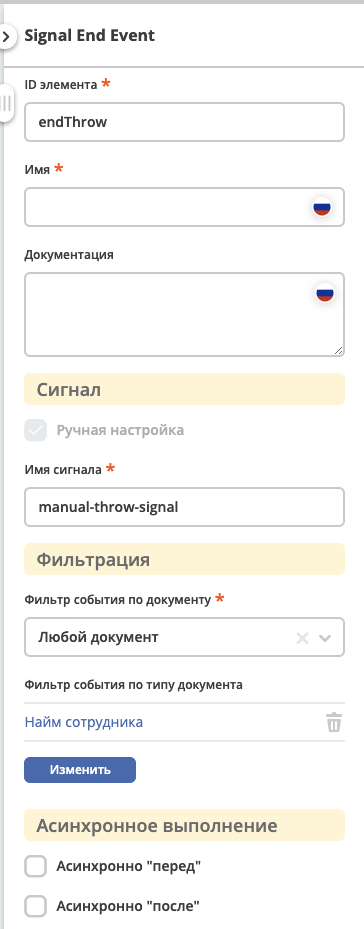 Signal End Event
ID элемента *
endThrow
Имя *
Документация
Сигнал
Ручная настройка
Имя сигнала *
manual-throw-signal
Фильтрация
Фильтр события по документу *
Любой документ
Фильтр события по типу документа
Найм сотрудника
Изменить
Асинхронное выполнение
Асинхронно "перед"
Асинхронно "после"